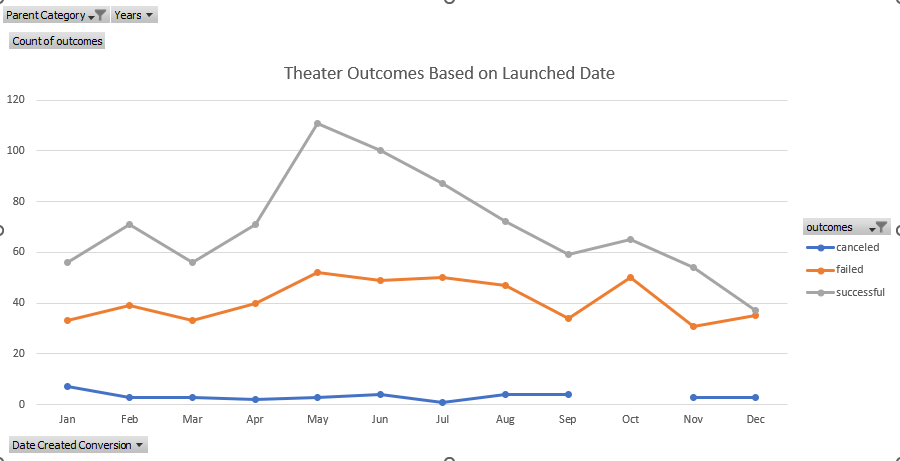 Parent Category Years
Count of outcomes
Theater Outcomes Based on Launched Date
120
100
80
60
40
20
0
Jan Feb Mar Apr May Jun Jul Aug Sep Oct Nov Dec
outcomes
canceled
failed
successful
Date Created Conversion